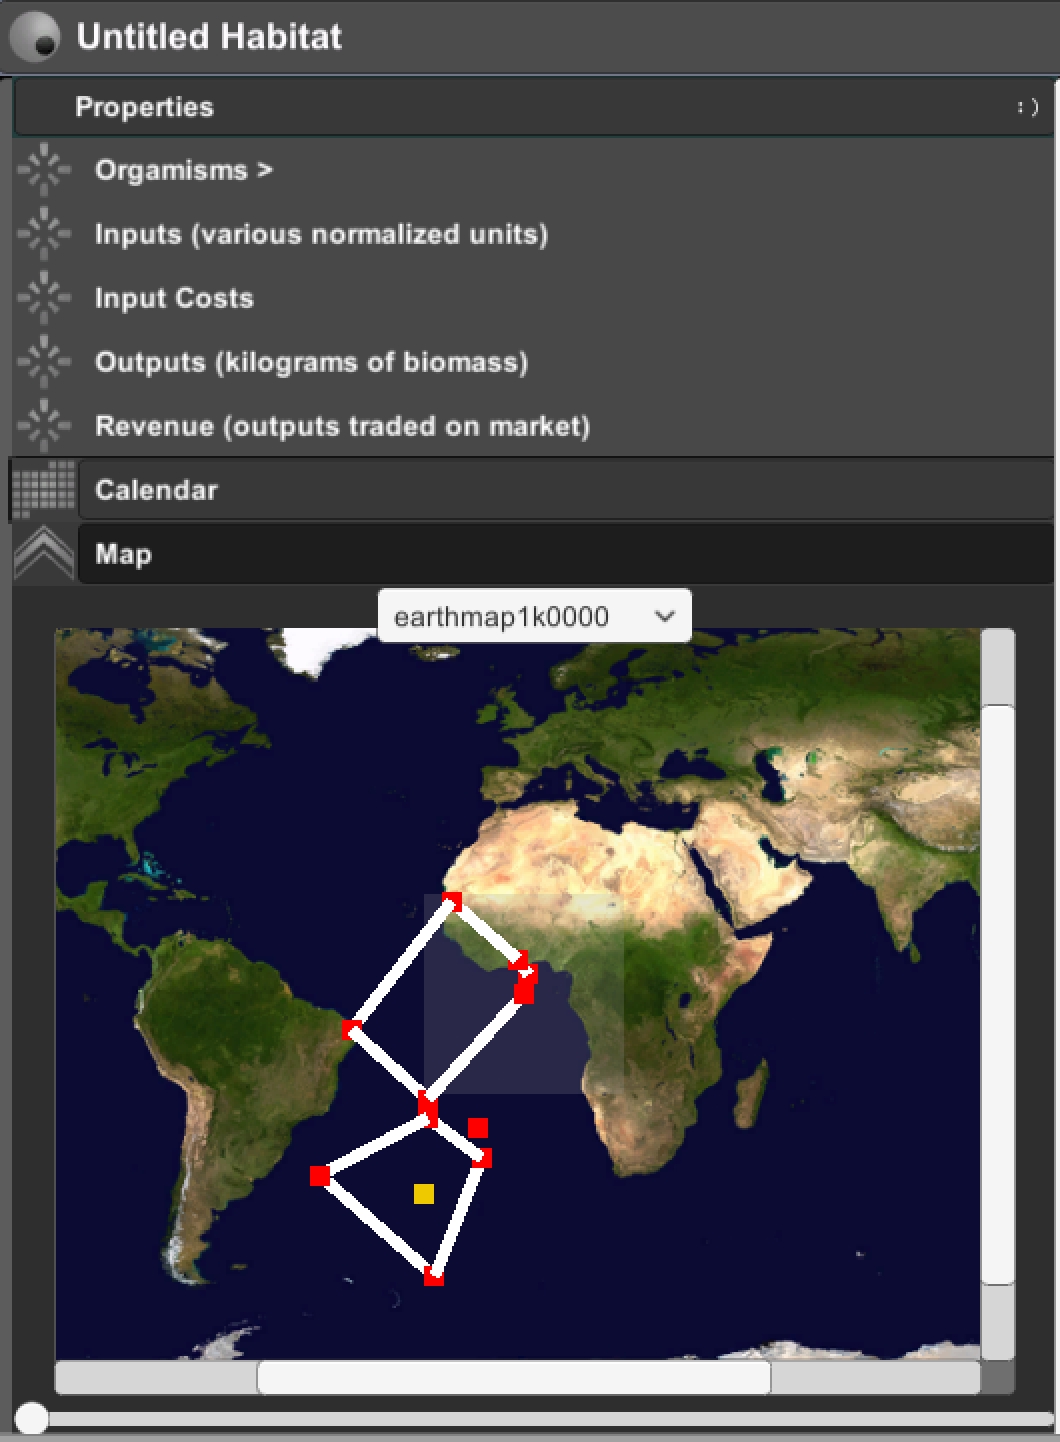 Untitled Habitat
Properties :)
Orgamisms >
Inputs (various normalized units)
Input Costs
Outputs (kilograms of biomass)
Revenue (outputs traded on market)
Calendar
Map
earthmap1k0000